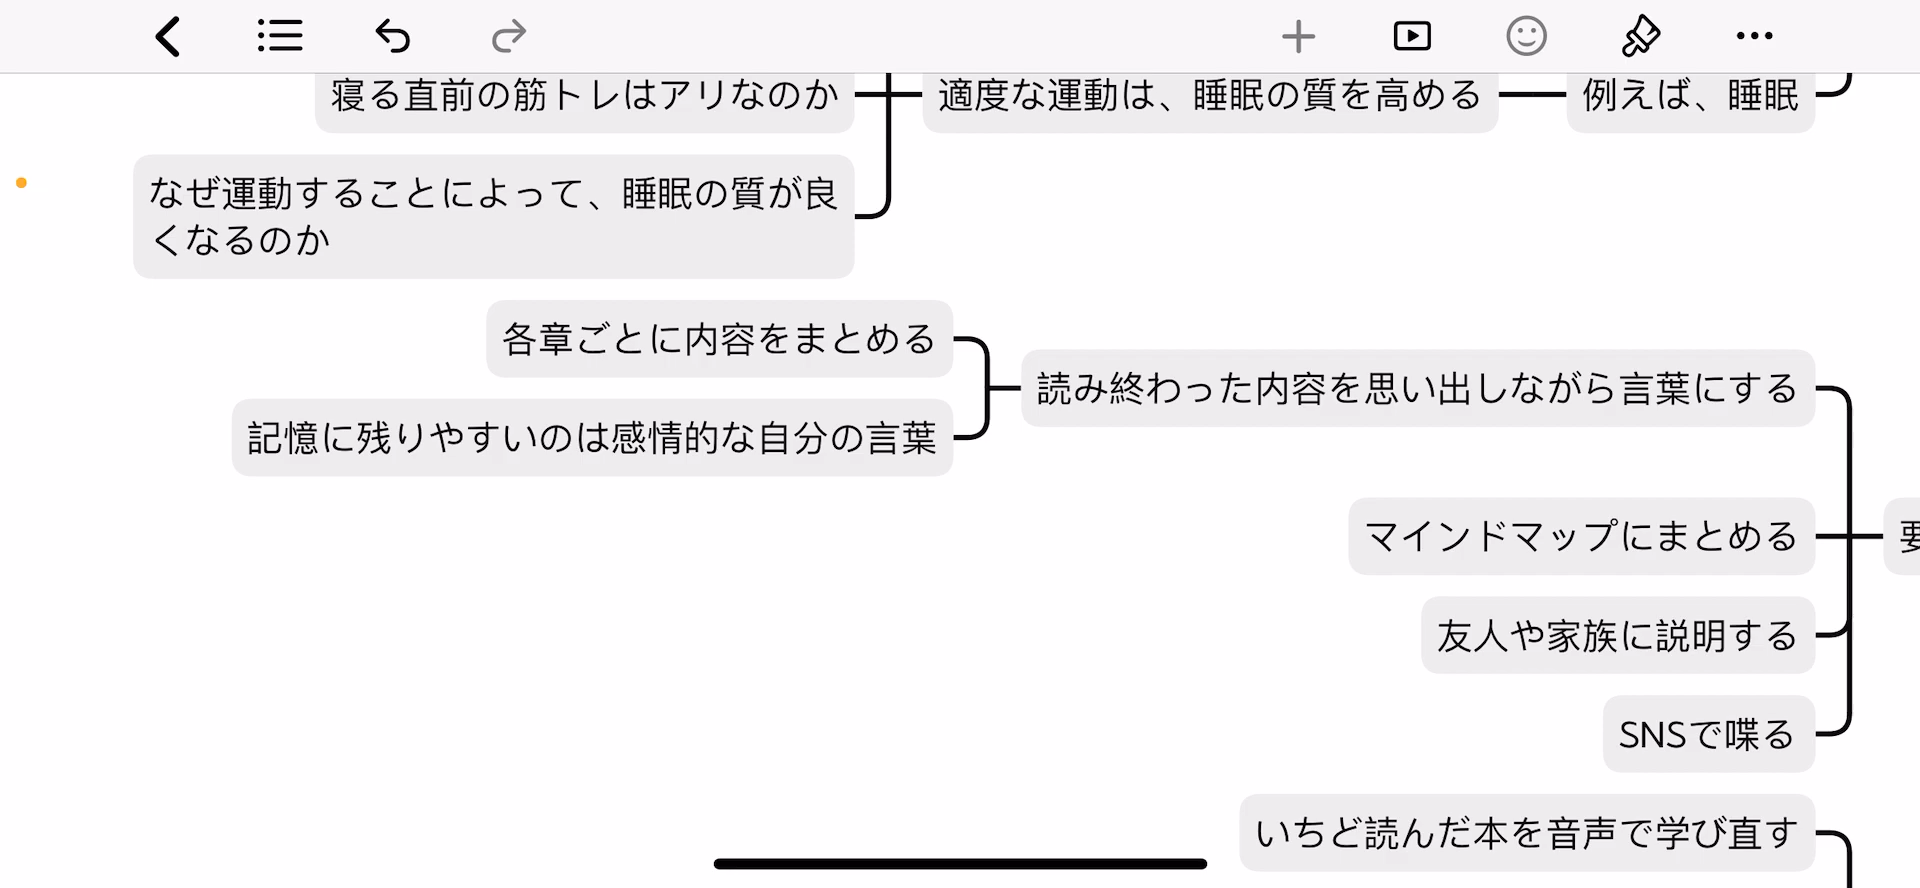 寝る直前の筋トレはアリなのか
適度な運動は、睡眠の質を高める
例えば、睡眠
なぜ運動することによって、睡眠の質が良
くなるのか
各章ごとに内容をまとめる
読み終わった内容を思い出しながら言葉にする
記憶に残りやすいのは感情的な自分の言葉
マインドマップにまとめる
友人や家族に説明する
SNSで喋る
いちど読んだ本を音声で学び直す